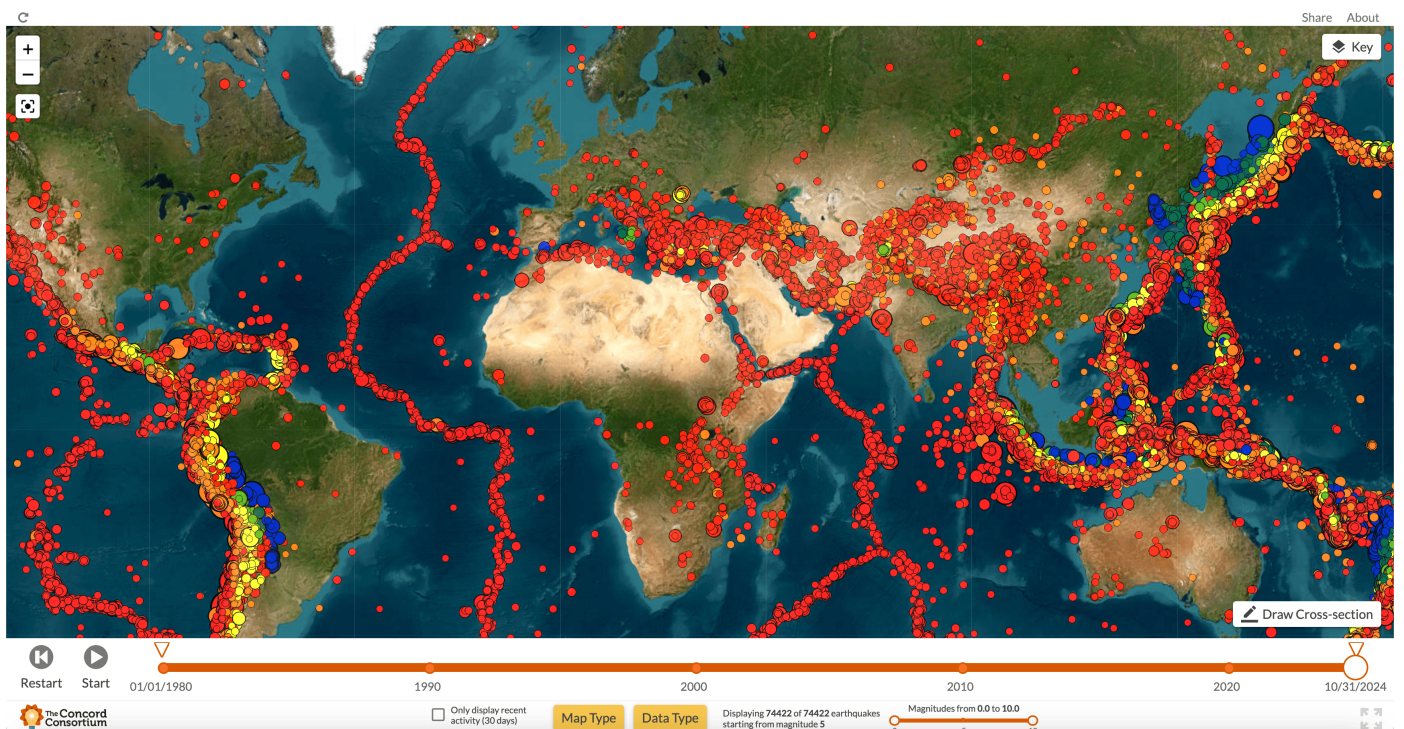 Share About
+
Key
−
Draw Cross-section
Restart Start
01/01/1980 1990 2000 2010 2020 10/31/2024
The Concord
Consortium
Only display recent
activity (30 days)
Map Type
Data Type
Displaying 74422 of 74422 earthquakes
starting from magnitude 5
Magnitudes from 0.0 to 10.0